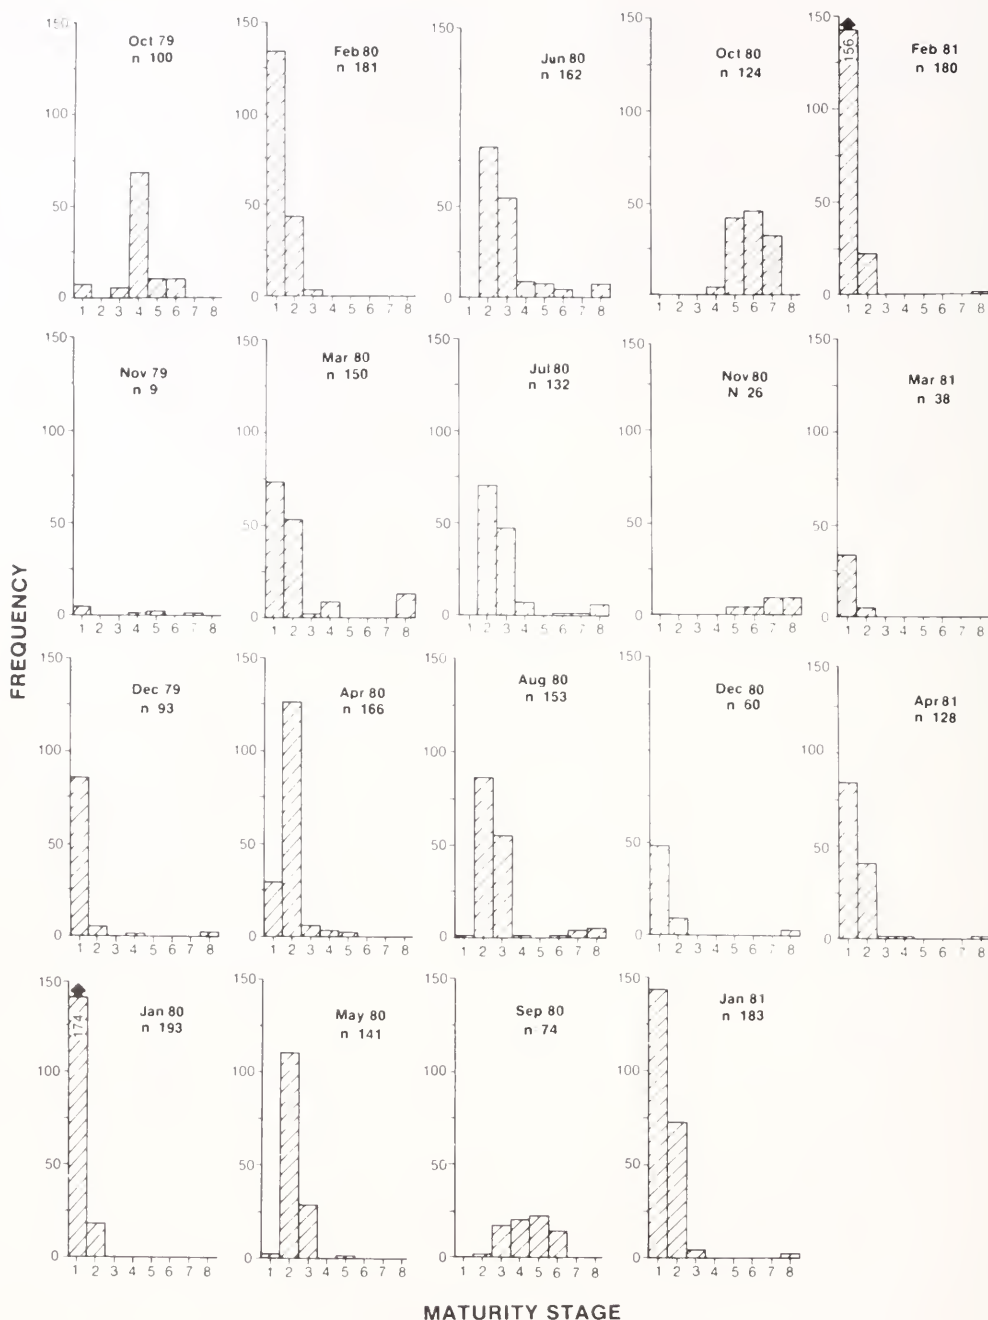 FREQUENCY
150
100
50
0
Oct 79
n 100
1 2 3 4 5 6 7 8
150
100
50
0
Feb 80
n 181
1 2 3 4 5 6 7 8
150
100
50
0
Jun 80
n 162
1 2 3 4 5 6 7 8
150
100
50
Oct 80
n 124
1 2 3 4 5 6 7 8
150
100
50
0
156
Feb 81
n 180
1 2 3 4 5 6 7 8
150
100
50
0
Nov 79
n 9
1 2 3 4 5 6 7 8
150
100
50
0
Mar 80
n 150
1 2 3 4 5 6 7 8
150
100
50
0
Jul 80
n 132
1 2 3 4 5 6 7 8
150
100
50
0
Nov 80
N 26
1 2 3 4 5 6 7 8
150
100
50
0
Mar 81
n 38
1 2 3 4 5 6 7 8
150
100
50
0
Dec 79
n 93
1 2 3 4 5 6 7 8
150
100
50
0
Apr 80
n 166
1 2 3 4 5 6 7 8
150
100
50
0
Aug 80
n 153
1 2 3 4 5 6 7 8
150
100
50
0
Dec 80
n 60
1 2 3 4 5 6 7 8
150
100
50
0
Apr 81
n 128
1 2 3 4 5 6 7 8
150
100
50
0
174
Jan 80
n 193
1 2 3 4 5 6 7 8
150
100
50
0
May 80
n 141
1 2 3 4 5 6 7 8
150
100
50
0
Sep 80
n 74
1 2 3 4 5 6 7 8
150
100
50
0
Jan 81
n 183
1 2 3 4 5 6 7 8
MATURITY STAGE